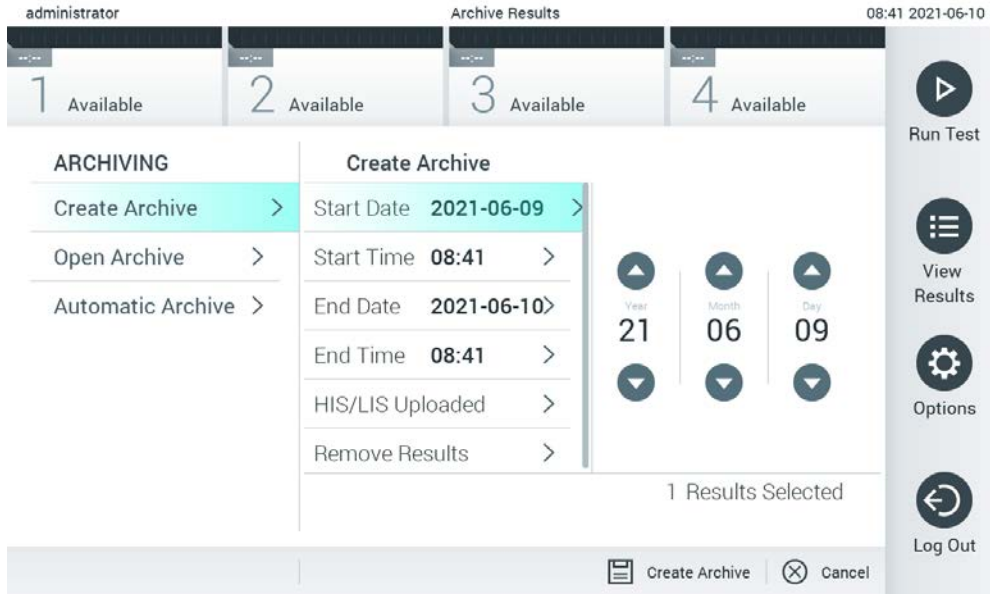 administrator Archive Results 08:41 2021-06-10
--:-- --:-- --:-- --:--
1 Available 2 Available 3 Available 4 Available
Run Test
ARCHIVING
Create Archive
Open Archive
Automatic Archive
Create Archive
Start Date 2021-06-09
Start Time 08:41
End Date 2021-06-10
End Time 08:41
HIS/LIS Uploaded
Remove Results
Year Month Day
21 06 09
1 Results Selected
View
Results
Options
Log Out
Create Archive Cancel